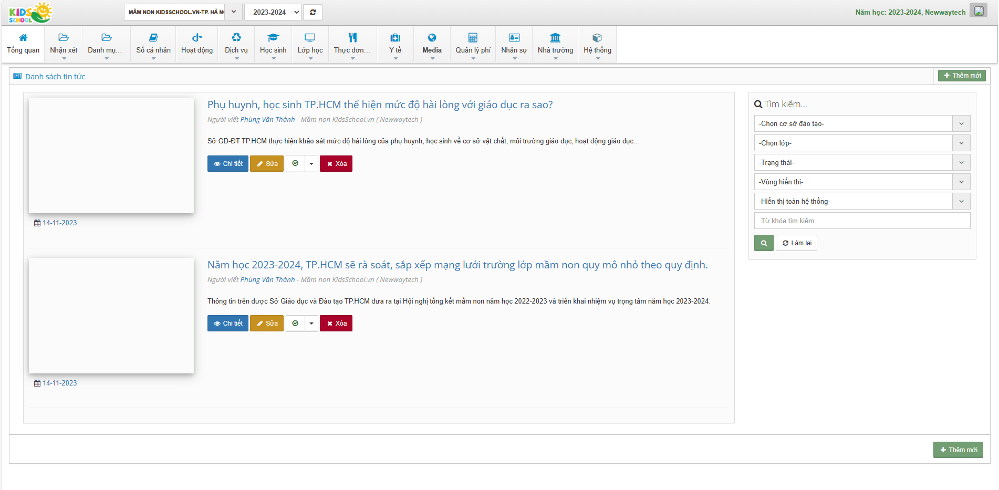 KIDS
SCHOOL
MẦM NON KIDSSCHOOL.VN-TP. HÀ
2023-2024
Năm học: 2023-2024, Newwaytech
Tổng quan
Nhận xét
Danh mụ...
Sổ cá nhân
Hoạt động
Dịch vụ
Học sinh
Lớp học
Thực đơn...
Y tế
Media
Quản lý phí
Nhân sự
Nhà trường
Hệ thống
Danh sách tin tức
Thêm mới
Phụ huynh, học sinh TP.HCM thể hiện mức độ hài lòng với giáo dục ra sao?
Người viết Phùng Văn Thành - Mầm non KidsSchool.vn ( Newwaytech )
Sở GD-ĐT TP.HCM thực hiện khảo sát mức độ hài lòng của phụ huynh, học sinh về cơ sở vật chất, môi trường giáo dục, hoạt động giáo dục...
Chi tiết
Sửa
Xóa
14-11-2023
Năm học 2023-2024, TP.HCM sẽ rà soát, sắp xếp mạng lưới trường lớp mầm non quy mô nhỏ theo quy định.
Người viết Phùng Văn Thành - Mầm non KidsSchool.vn ( Newwaytech )
Thông tin trên được Sở Giáo dục và Đào tạo TP.HCM đưa ra tại Hội nghị tổng kết mầm non năm học 2022-2023 và triển khai nhiệm vụ trọng tâm năm học 2023-2024.
Chi tiết
Sửa
Xóa
14-11-2023
Tìm kiếm...
-Chọn cơ sở đào tạo-
-Chọn lớp-
-Trạng thái-
-Vùng hiển thị-
-Hiển thị toàn hệ thống-
Từ khóa tìm kiếm
Làm lại
Thêm mới